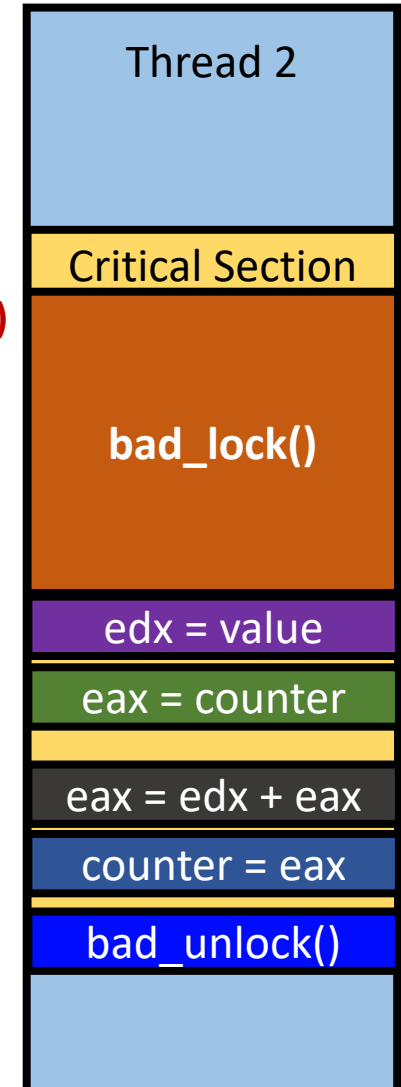 Thread 2
Critical Section
)
bad_lock()
edx = value
eax = counter
eax = edx + eax
counter = eax
bad_unlock()